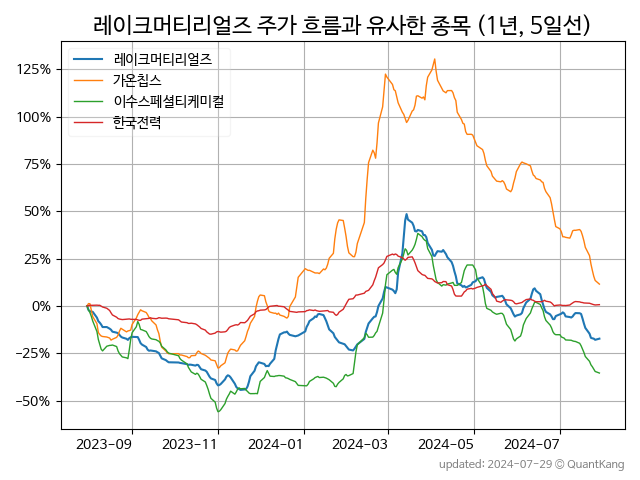 레이크머티리얼즈 주가 흐름과 유사한 종목 (1년, 5일선)
레이크머티리얼즈
가온칩스
이수스페셜티케미컬
한국전력
125%
100%
75%
50%
25%
0%
−25%
−50%
2023-09
2023-11
2024-01
2024-03
2024-05
2024-07
updated: 2024-07-29 © QuantKang